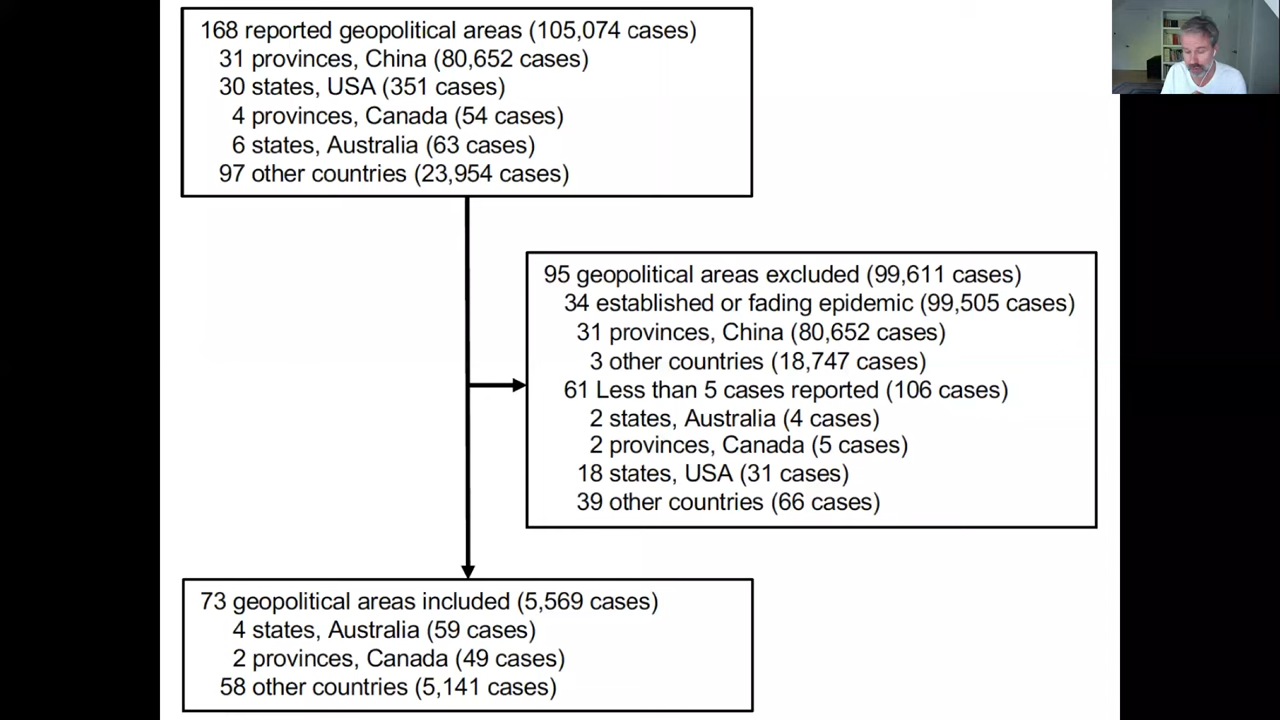 168 reported geopolitical areas (105,074 cases)
31 provinces, China (80,652 cases)
30 states, USA (351 cases)
4 provinces, Canada (54 cases)
6 states, Australia (63 cases)
97 other countries (23,954 cases)
95 geopolitical areas excluded (99,611 cases)
34 established or fading epidemic (99,505 cases)
31 provinces, China (80,652 cases)
3 other countries (18,747 cases)
61 Less than 5 cases reported (106 cases)
2 states, Australia (4 cases)
2 provinces, Canada (5 cases)
18 states, USA (31 cases)
39 other countries (66 cases)
73 geopolitical areas included (5,569 cases)
4 states, Australia (59 cases)
2 provinces, Canada (49 cases)
58 other countries (5,141 cases)